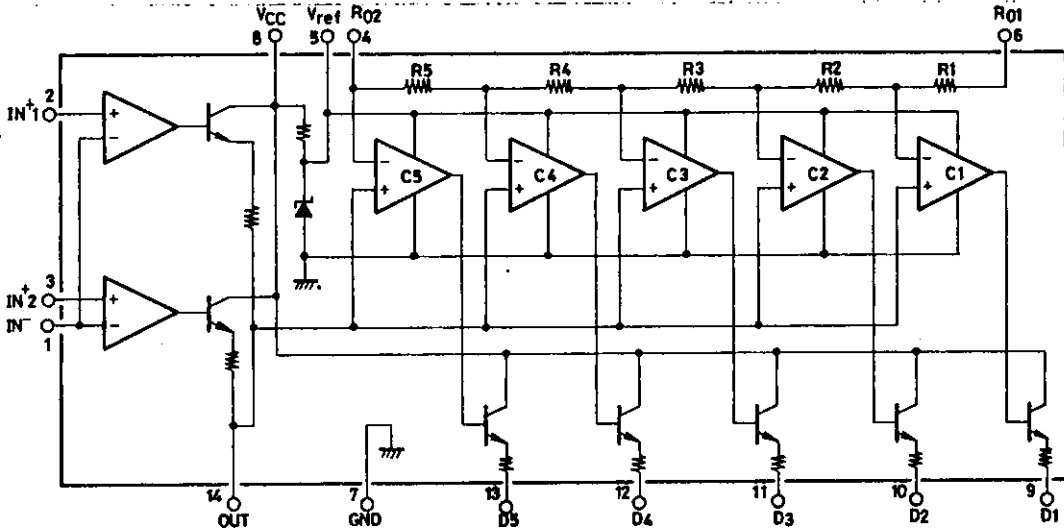 VCC Vref RO2 RO1
8 5 4 6
R5 R4 R3 R2 R1
2
IN+1 + −
− − − − −
C5 C4 C3 C2 C1
+ + + + +
3
IN+2 +
IN− −
1
14 7 13 12 11 10 9
OUT GND D5 D4 D3 D2 D1